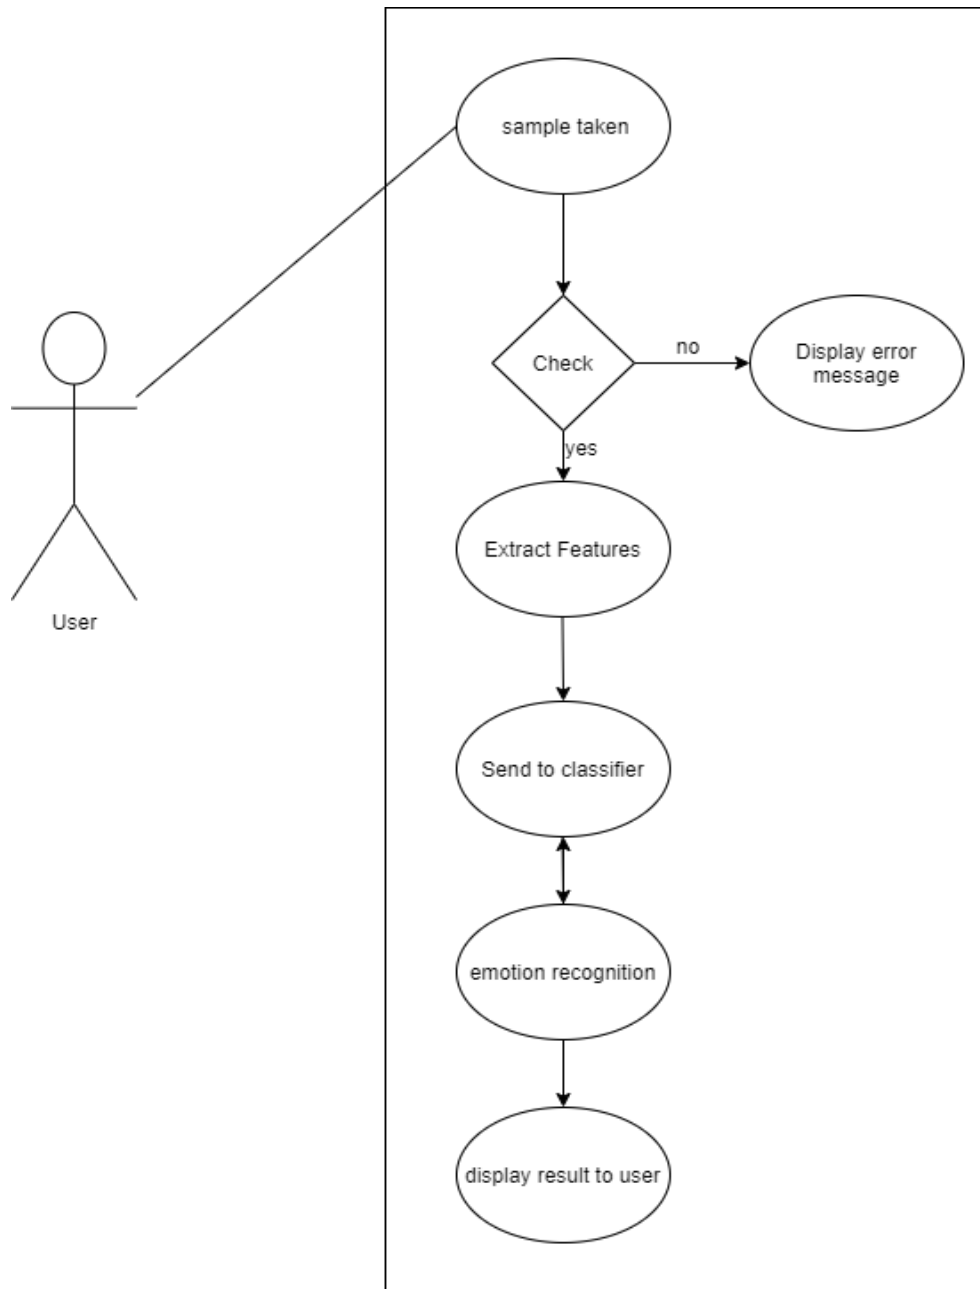 sample taken
Check
no
Display error
message
yes
Extract Features
User
Send to classifier
emotion recognition
display result to user